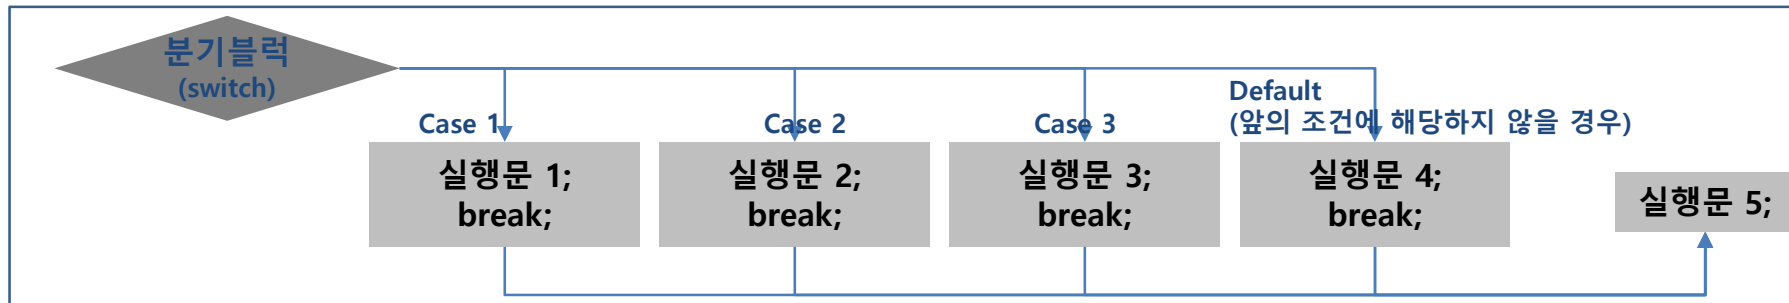 분기블럭
(switch)
Case 1
Case 2
Case 3
Default
(앞의 조건에 해당하지 않을 경우)
실행문 1;
break;
실행문 2;
break;
실행문 3;
break;
실행문 4;
break;
실행문 5;